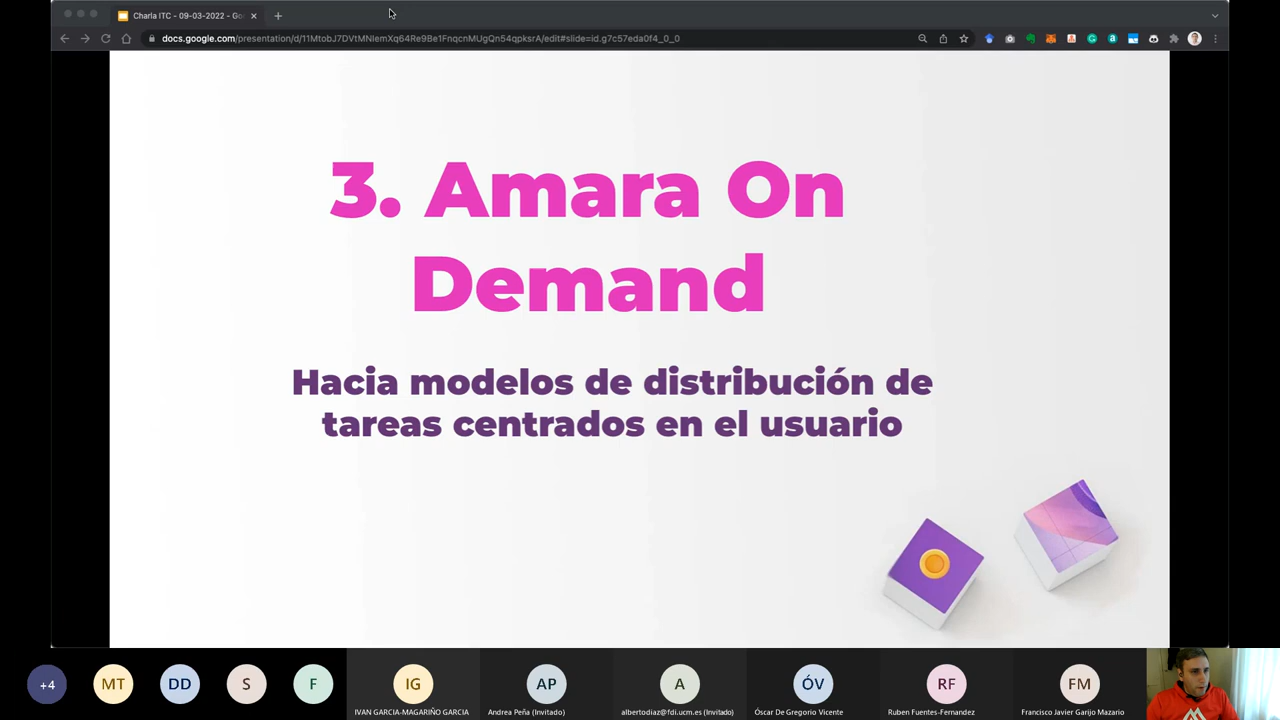 Charla ITC - 09-03-2022 - Go
docs.google.com/presentation/d/11MtobJ7DVtMNIemXq64Re9Be1FnqcnMUgQn54qpksrA/edit#slide=id.g7c57eda0f4_0_0
3. Amara On
Demand
Hacia modelos de distribución de
tareas centrados en el usuario
+4
MT
DD
S
F
IG
AP
A
ÓV
RF
FM
IVAN GARCIA-MAGARIÑO GARCIA
Andrea Peña (Invitado)
albertodiaz@fdi.ucm.es (Invitado)
Óscar De Gregorio Vicente
Ruben Fuentes-Fernandez
Francisco Javier Garijo Mazario